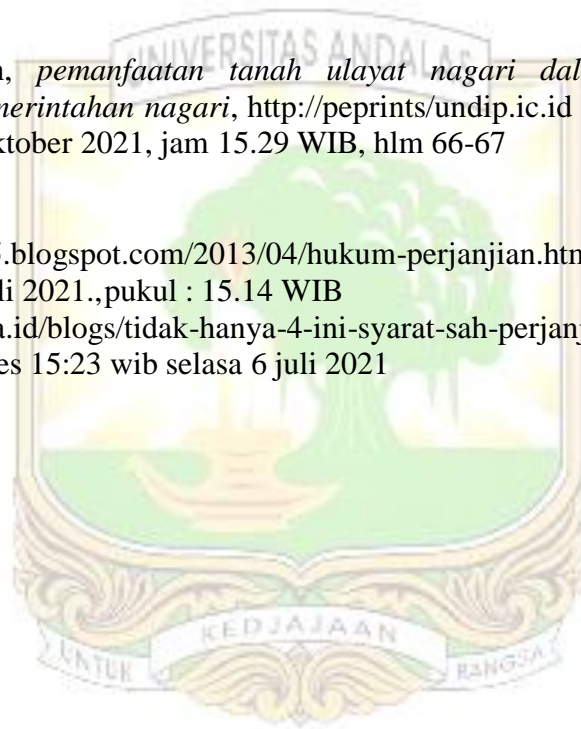 UNIVERSITAS ANDALAS
n, pemanfaatan tanah ulayat nagari dal
merintahan nagari, http://peprints/undip.ic.id
ktober 2021, jam 15.29 WIB, hlm 66-67
.blogspot.com/2013/04/hukum-perjanjian.htm
li 2021.,pukul : 15.14 WIB
a.id/blogs/tidak-hanya-4-ini-syarat-sah-perjanj
es 15:23 wib selasa 6 juli 2021
KEDJAJAAN
UNTUK BANGSA